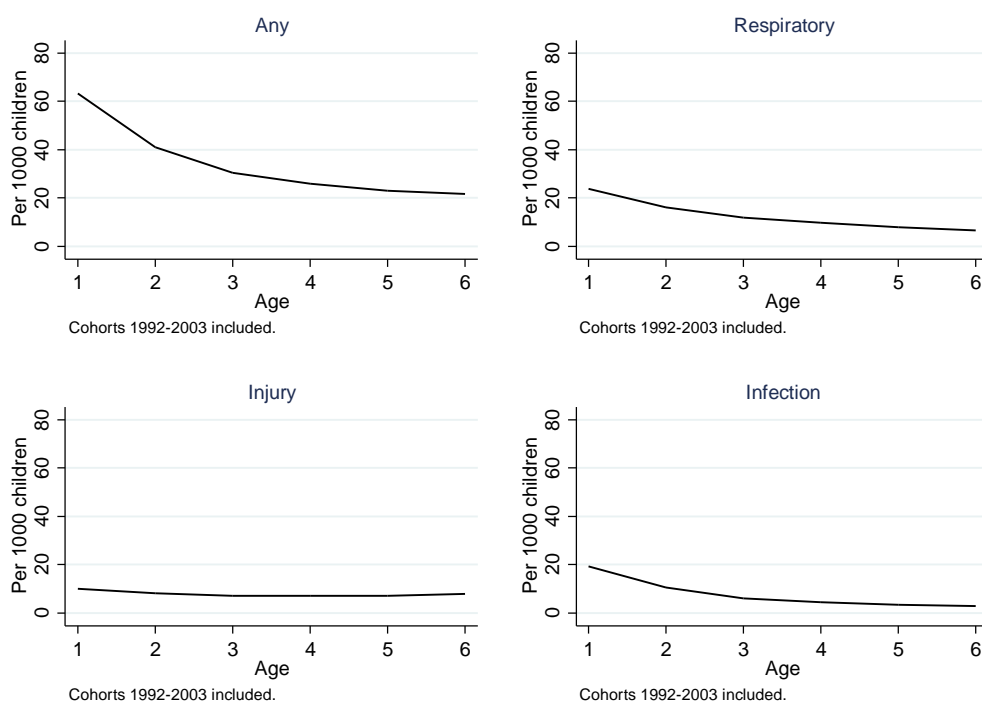 Any
Per 1000 children
80
60
40
20
0
1 2 3 4 5 6
Age
Cohorts 1992-2003 included.
Respiratory
Per 1000 children
80
60
40
20
0
1 2 3 4 5 6
Age
Cohorts 1992-2003 included.
Injury
Per 1000 children
80
60
40
20
0
1 2 3 4 5 6
Age
Cohorts 1992-2003 included.
Infection
Per 1000 children
80
60
40
20
0
1 2 3 4 5 6
Age
Cohorts 1992-2003 included.